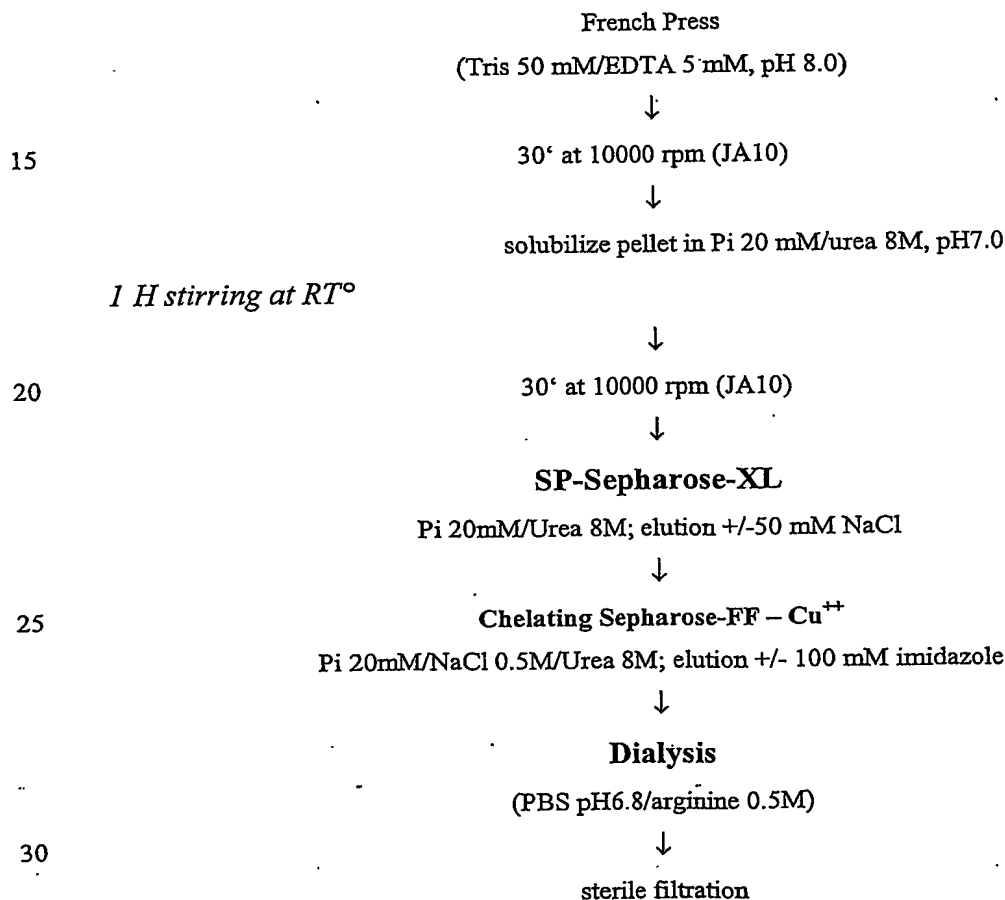 French Press
(Tris 50 mM/EDTA 5 mM, pH 8.0)
↓
15 30‘ at 10000 rpm (JA10)
↓
solubilize pellet in Pi 20 mM/urea 8M, pH7.0
1 H stirring at RT°
↓
20 30‘ at 10000 rpm (JA10)
↓
SP-Sepharose-XL
Pi 20mM/Urea 8M; elution +/-50 mM NaCl
↓
25 Chelating Sepharose-FF – Cu⁺⁺
Pi 20mM/NaCl 0.5M/Urea 8M; elution +/- 100 mM imidazole
↓
Dialysis
(PBS pH6.8/arginine 0.5M)
30 ↓
sterile filtration